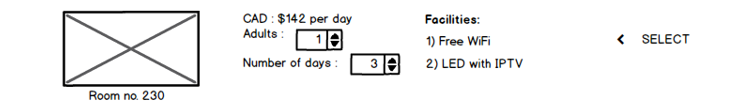 Room no. 230
CAD : $142 per day
Adults : 1
Number of days : 3
Facilities:
1) Free WiFi
2) LED with IPTV
< SELECT